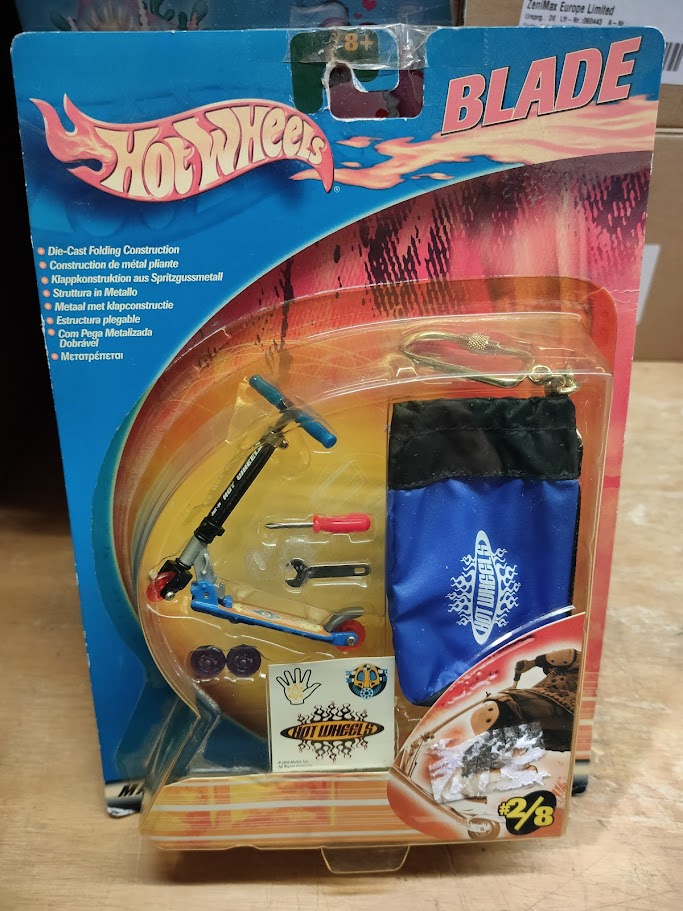 ZeniMax Europe Limited
8+
HOT WHEELS
®
BLADE
Die-Cast Folding Construction
Construction de métal pliante
Klappkonstruktion aus Spritzgussmetall
Struttura in Metallo
Metaal met klapconstructie
Estructura plegable
Com Pega Metalizada
Dobrável
Μετατρέπεται
HOT WHEELS
HOT WHEELS
HOT WHEELS
#2/8